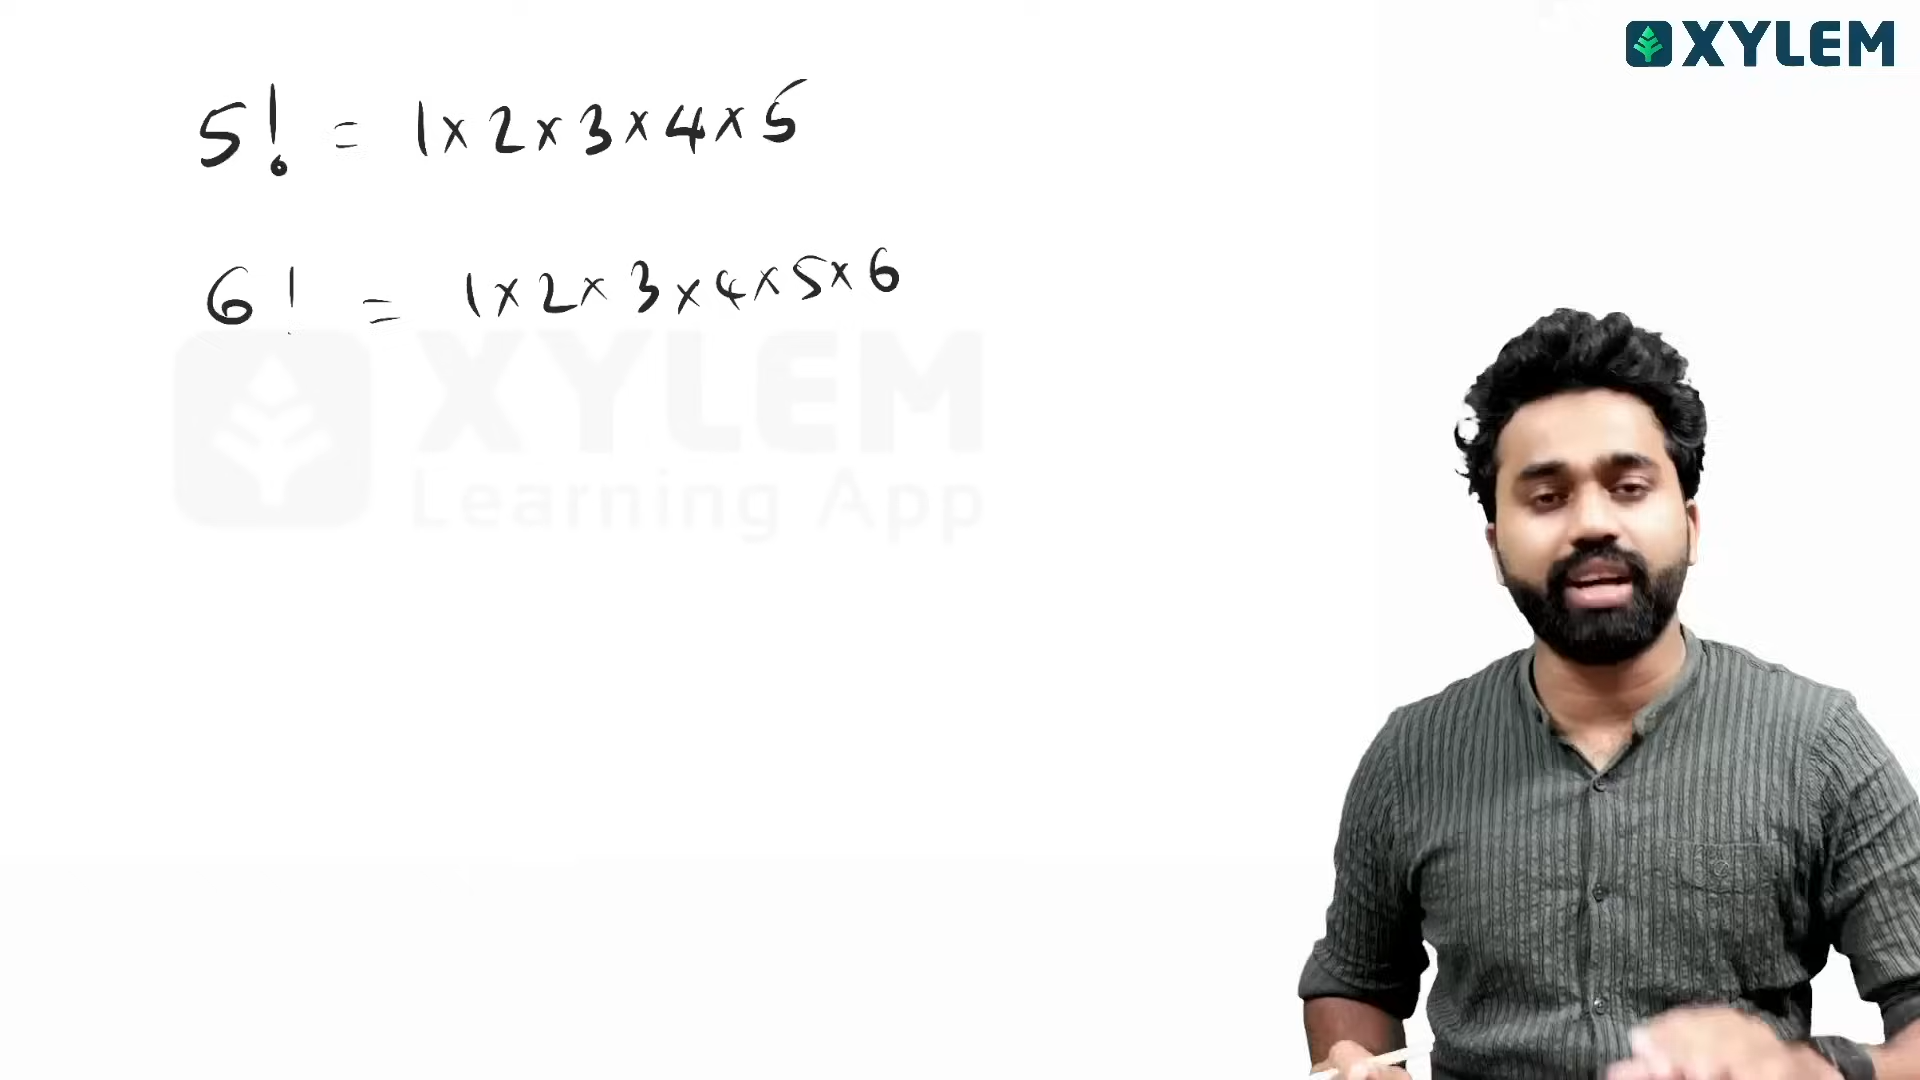 XYLEM
5! = 1 x 2 x 3 x 4 x 5
6! = 1 x 2 x 3 x 4 x 5 x 6
XYLEM
Learning App